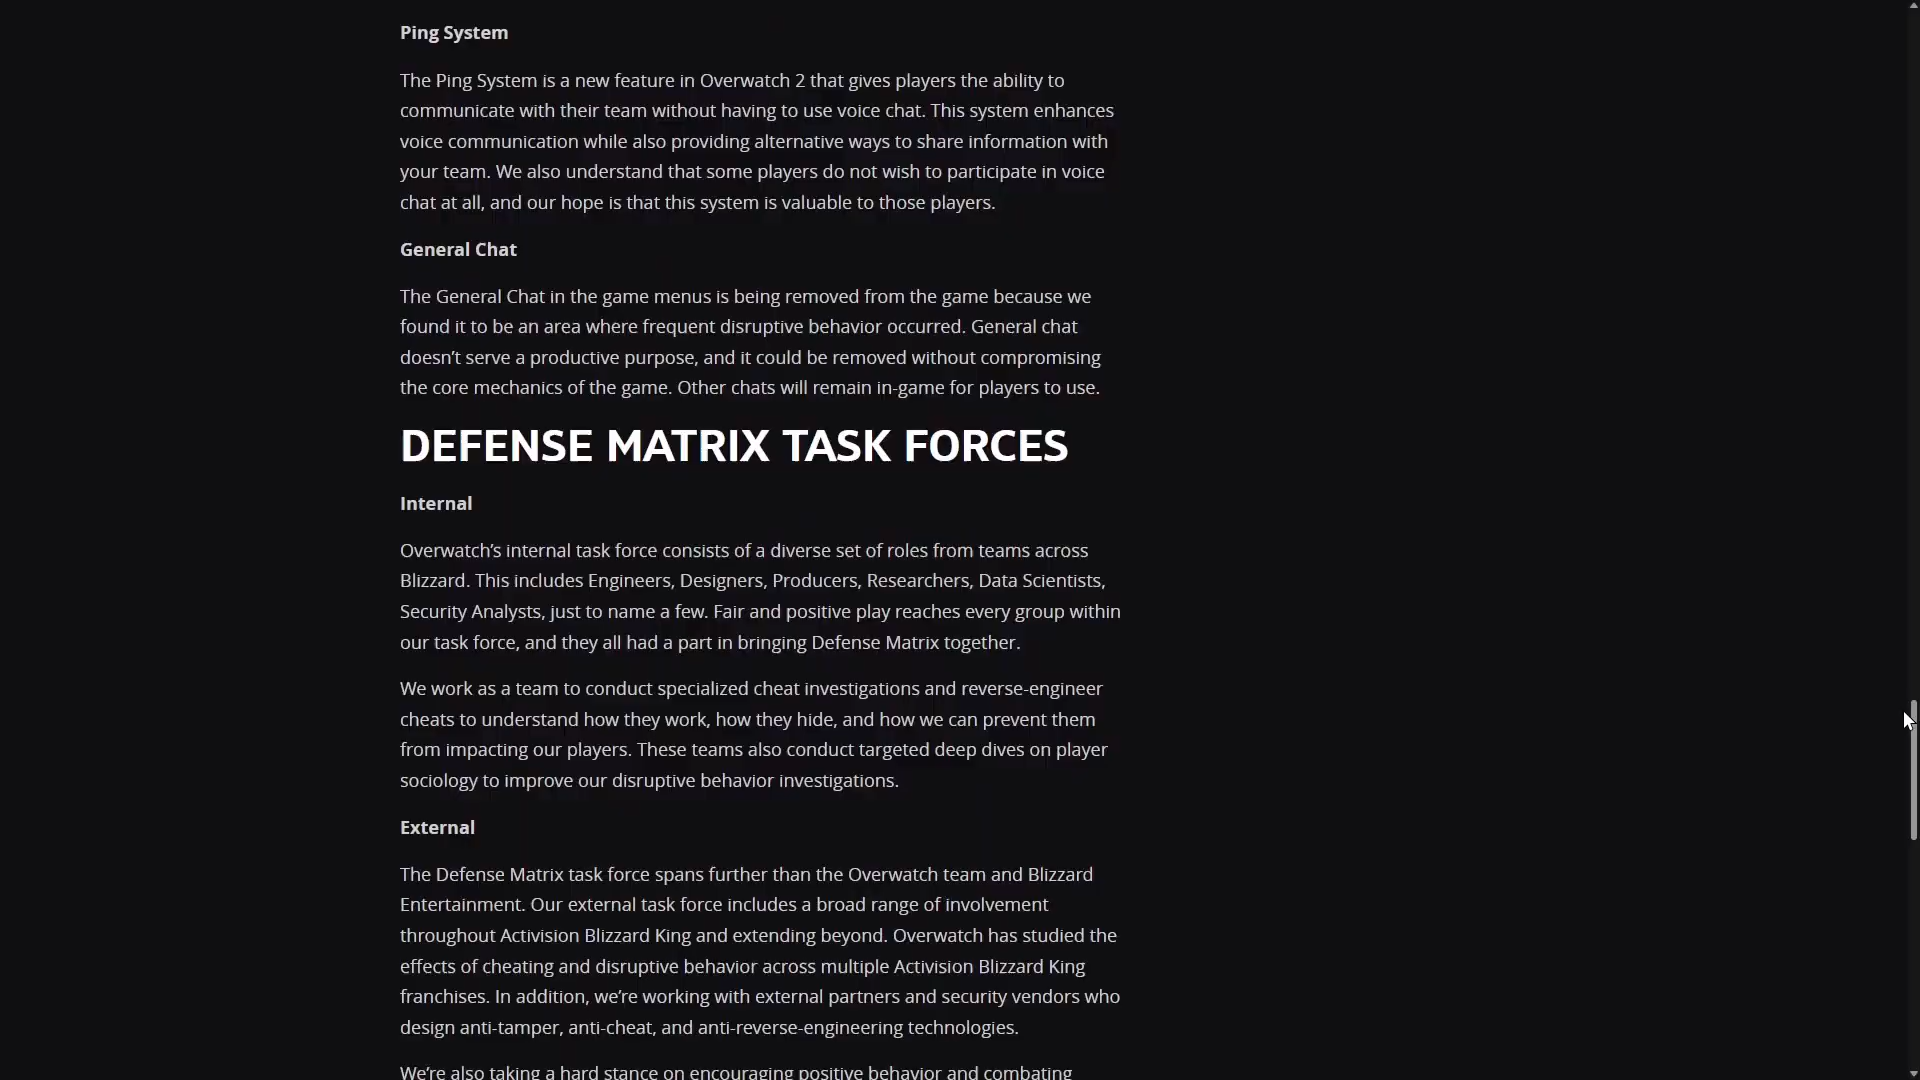 Ping System
The Ping System is a new feature in Overwatch 2 that gives players the ability to
communicate with their team without having to use voice chat. This system enhances
voice communication while also providing alternative ways to share information with
your team. We also understand that some players do not wish to participate in voice
chat at all, and our hope is that this system is valuable to those players.
General Chat
The General Chat in the game menus is being removed from the game because we
found it to be an area where frequent disruptive behavior occurred. General chat
doesn’t serve a productive purpose, and it could be removed without compromising
the core mechanics of the game. Other chats will remain in-game for players to use.
DEFENSE MATRIX TASK FORCES
Internal
Overwatch’s internal task force consists of a diverse set of roles from teams across
Blizzard. This includes Engineers, Designers, Producers, Researchers, Data Scientists,
Security Analysts, just to name a few. Fair and positive play reaches every group within
our task force, and they all had a part in bringing Defense Matrix together.
We work as a team to conduct specialized cheat investigations and reverse-engineer
cheats to understand how they work, how they hide, and how we can prevent them
from impacting our players. These teams also conduct targeted deep dives on player
sociology to improve our disruptive behavior investigations.
External
The Defense Matrix task force spans further than the Overwatch team and Blizzard
Entertainment. Our external task force includes a broad range of involvement
throughout Activision Blizzard King and extending beyond. Overwatch has studied the
effects of cheating and disruptive behavior across multiple Activision Blizzard King
franchises. In addition, we’re working with external partners and security vendors who
design anti-tamper, anti-cheat, and anti-reverse-engineering technologies.
We’re also taking a hard stance on encouraging positive behavior and combating